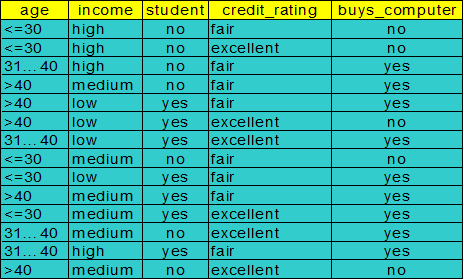 age income student credit_rating buys_computer
<=30 high no fair no
<=30 high no excellent no
31…40 high no fair yes
>40 medium no fair yes
>40 low yes fair yes
>40 low yes excellent no
31…40 low yes excellent yes
<=30 medium no fair no
<=30 low yes fair yes
>40 medium yes fair yes
<=30 medium yes excellent yes
31…40 medium no excellent yes
31…40 high yes fair yes
>40 medium no excellent no